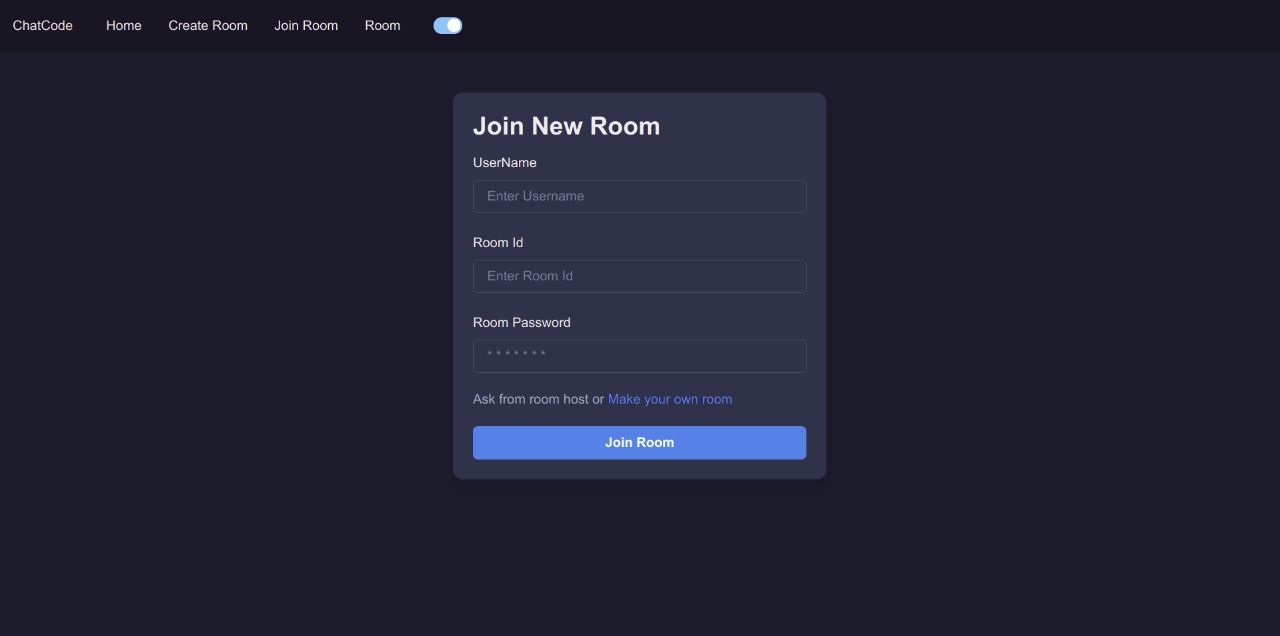 ChatCode Home Create Room Join Room Room
Join New Room
UserName
Enter Username
Room Id
Enter Room Id
Room Password
*******
Ask from room host or Make your own room
Join Room